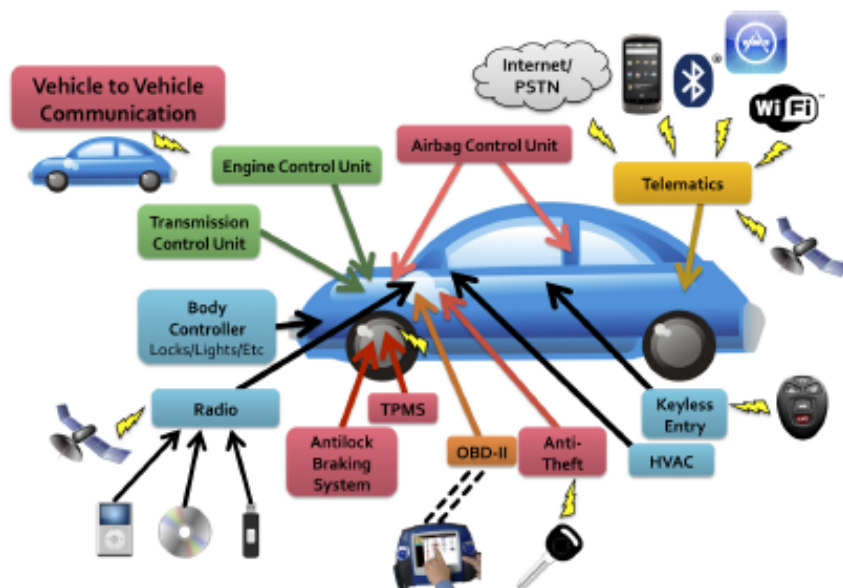 Internet/
PSTN
®
WiFi™
Vehicle to Vehicle
Communication
Engine Control Unit
Airbag Control Unit
Telematics
Transmission
Control Unit
Body
Controller
Locks/Lights/Etc
Radio
TPMS
Antilock
Braking
System
OBD-II
Anti-
Theft
Keyless
Entry
HVAC